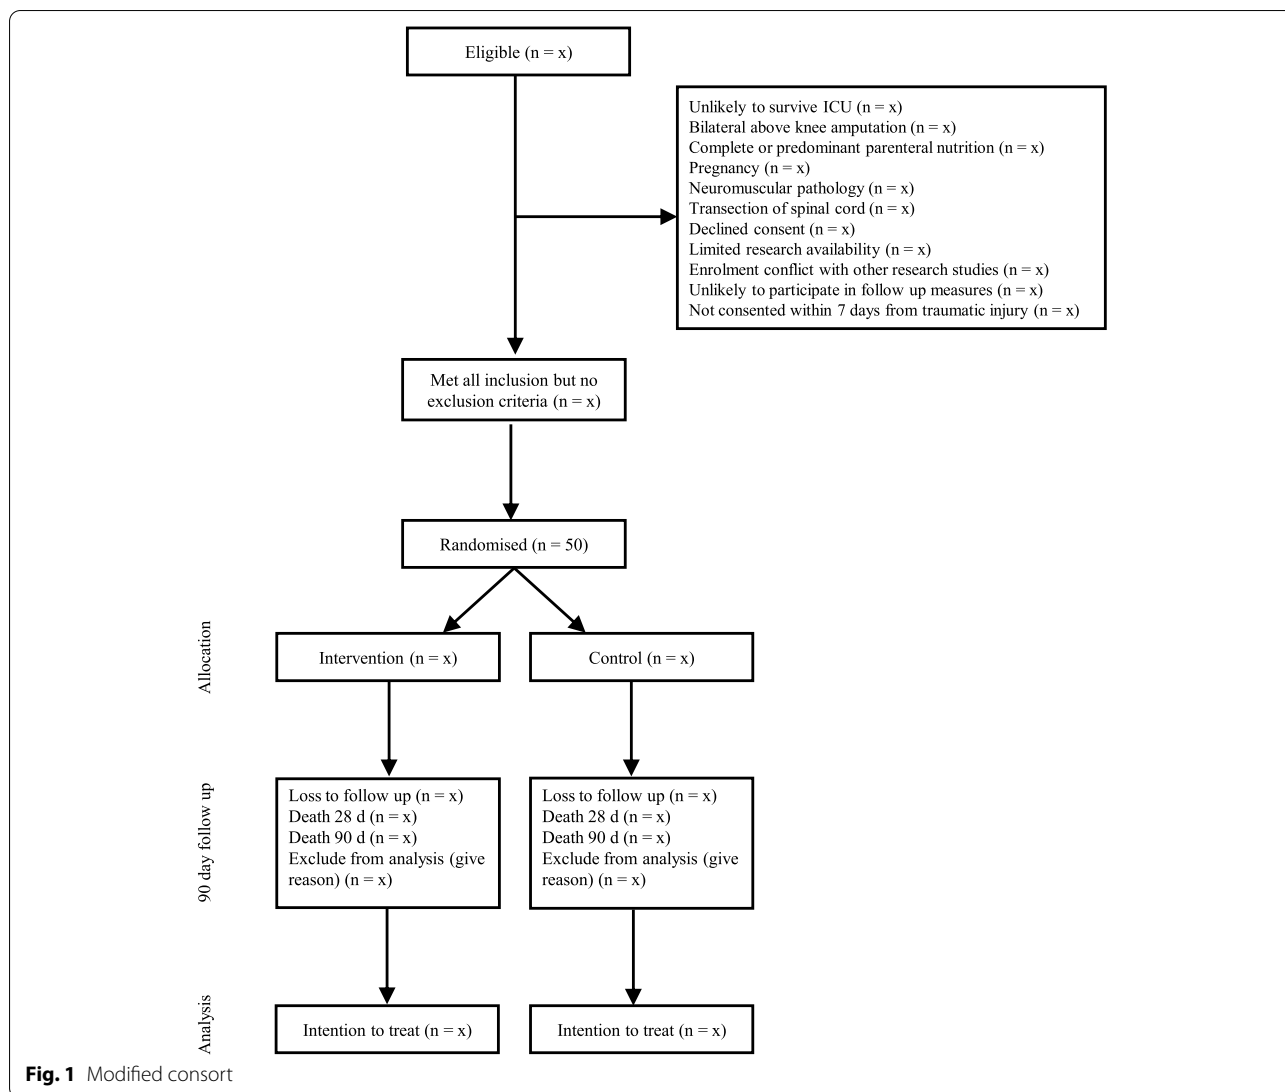 Eligible (n = x)
Unlikely to survive ICU (n = x)
Bilateral above knee amputation (n = x)
Complete or predominant parenteral nutrition (n = x)
Pregnancy (n = x)
Neuromuscular pathology (n = x)
Transection of spinal cord (n = x)
Declined consent (n = x)
Limited research availability (n = x)
Enrolment conflict with other research studies (n = x)
Unlikely to participate in follow up measures (n = x)
Not consented within 7 days from traumatic injury (n = x)
Met all inclusion but no
exclusion criteria (n = x)
Randomised (n = 50)
Allocation
Intervention (n = x)
Control (n = x)
90 day follow up
Loss to follow up (n = x)
Death 28 d (n = x)
Death 90 d (n = x)
Exclude from analysis (give
reason) (n = x)
Loss to follow up (n = x)
Death 28 d (n = x)
Death 90 d (n = x)
Exclude from analysis (give
reason) (n = x)
Analysis
Intention to treat (n = x)
Intention to treat (n = x)
Fig. 1 Modified consort